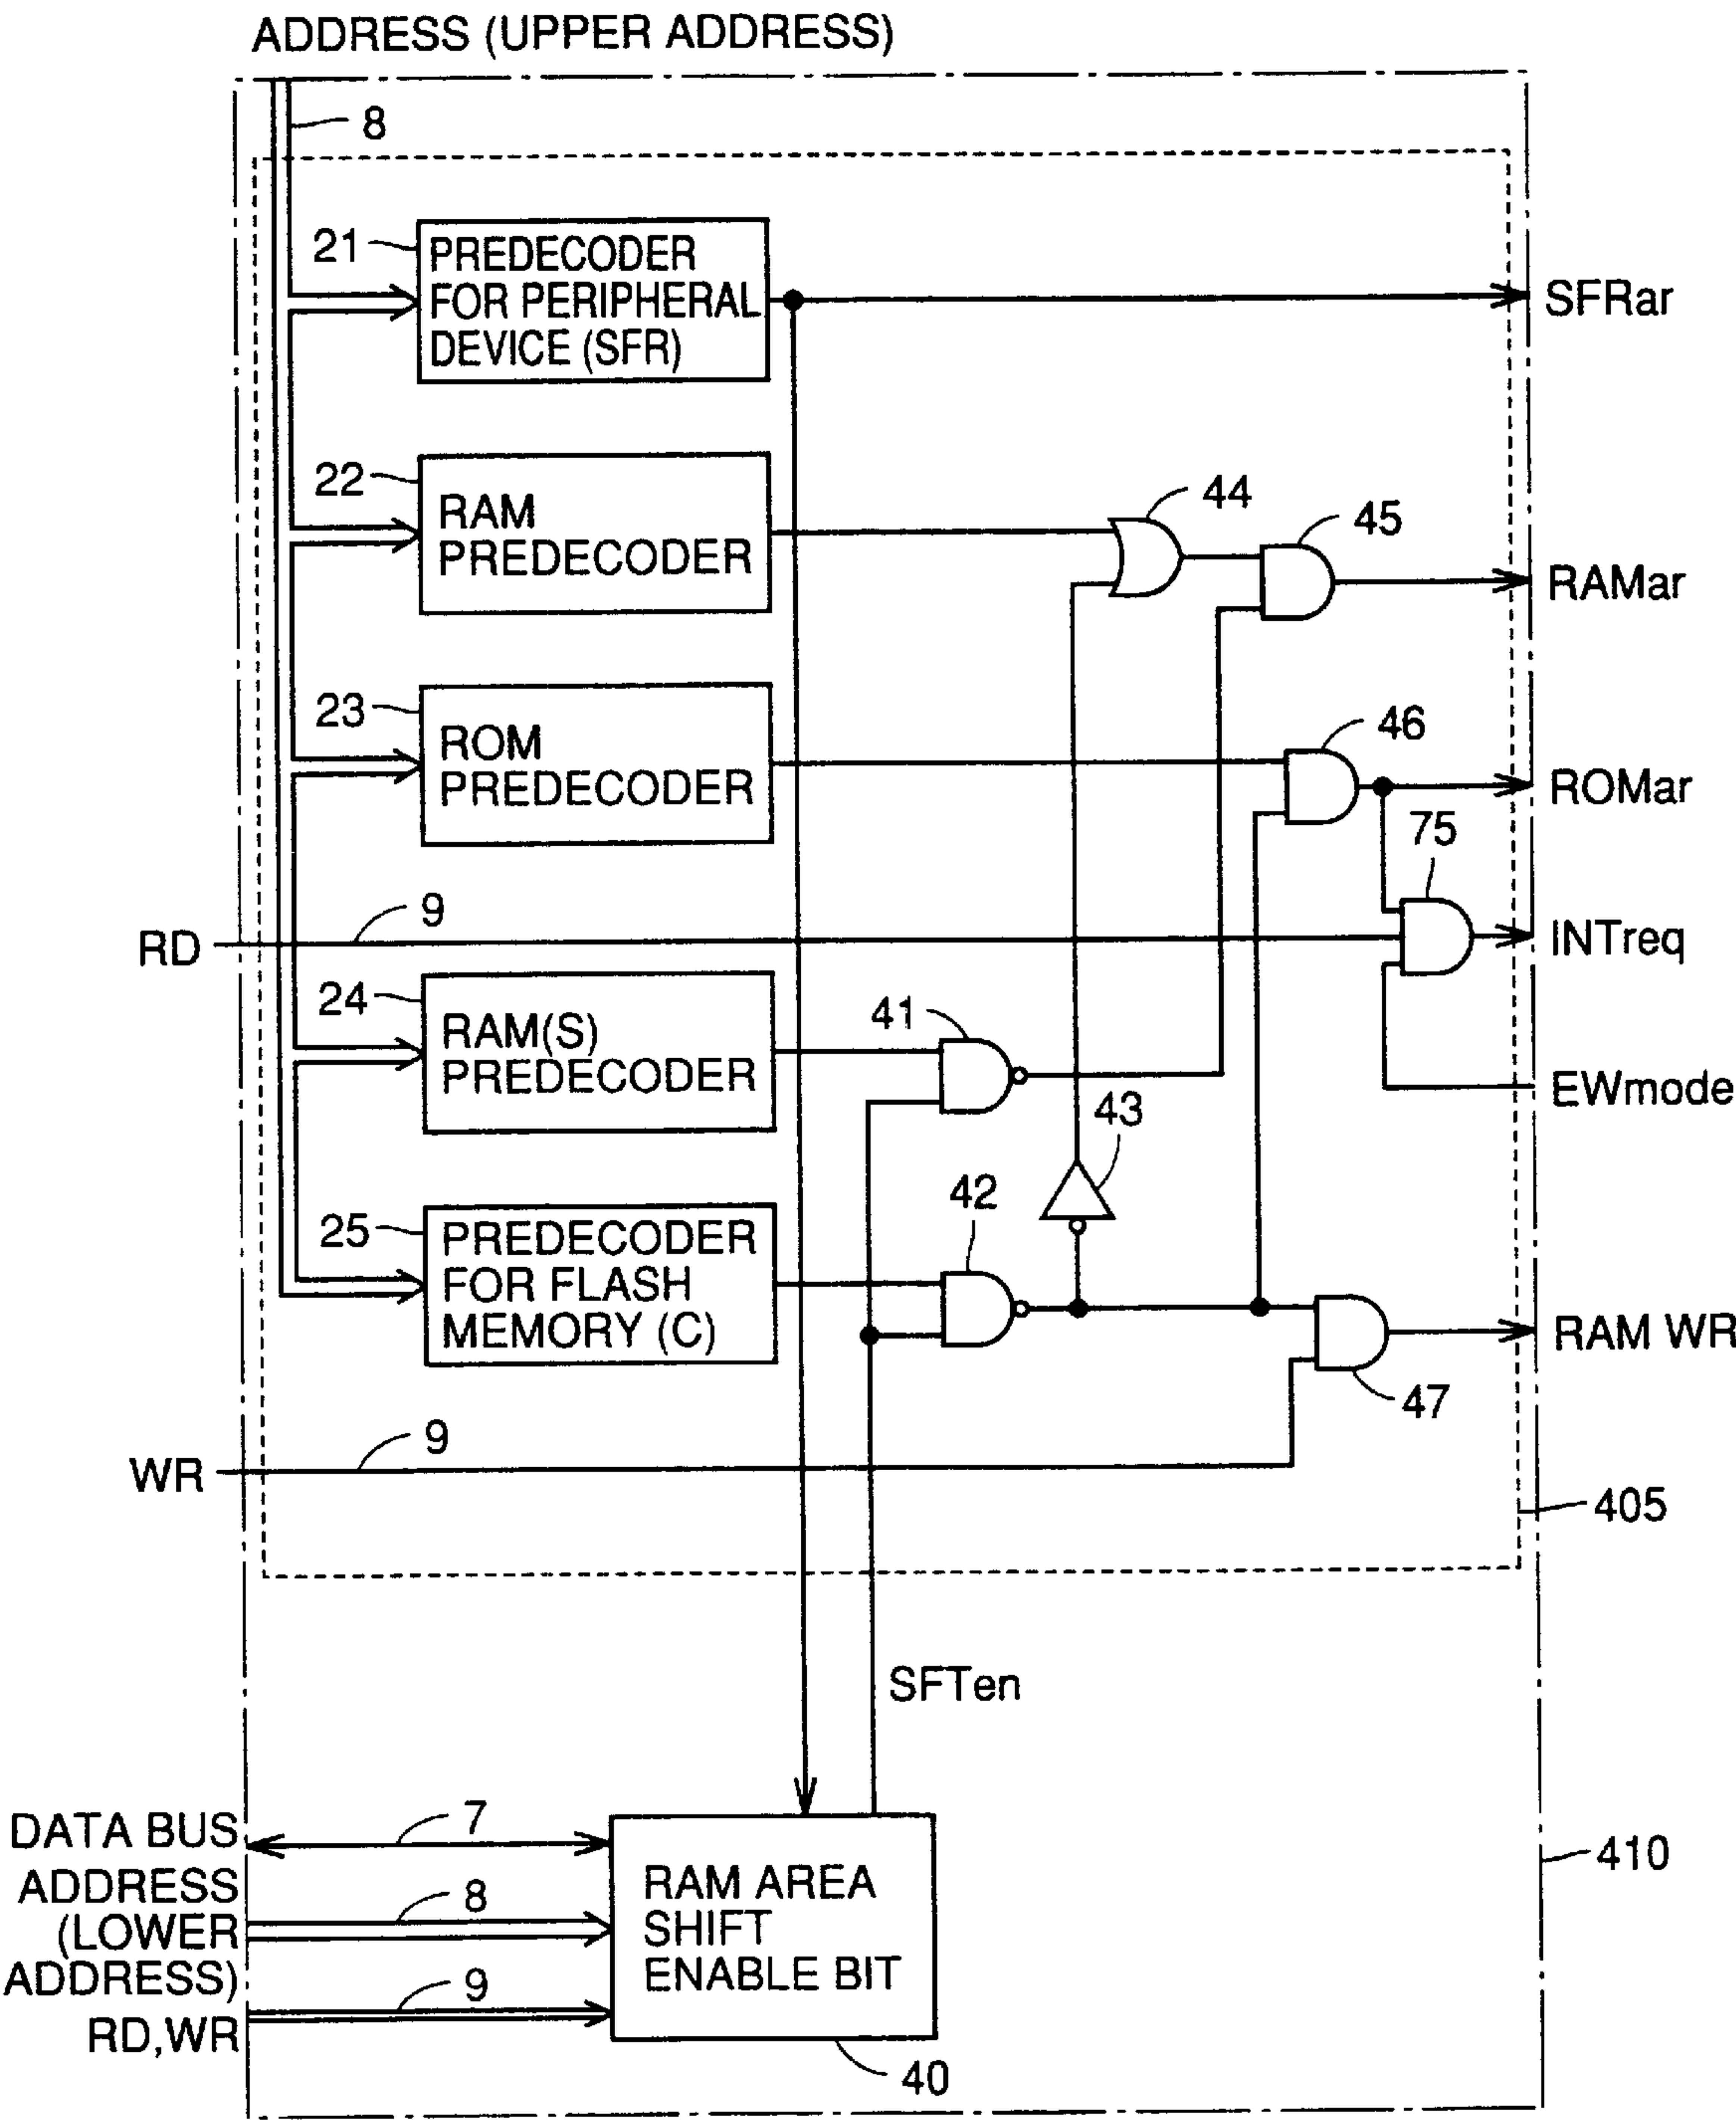 ADDRESS (UPPER ADDRESS)
8
21
PREDECODER
FOR PERIPHERAL
DEVICE (SFR)
SFRar
22
RAM
PREDECODER
44
45
RAMar
23
ROM
PREDECODER
46
ROMar
75
RD
9
INTreq
24
RAM(S)
PREDECODER
41
EWmode
43
25
PREDECODER
FOR FLASH
MEMORY (C)
42
RAM WR
47
WR
9
405
SFTen
DATA BUS
7
ADDRESS
(LOWER
ADDRESS)
8
RD,WR
9
RAM AREA
SHIFT
ENABLE BIT
410
40